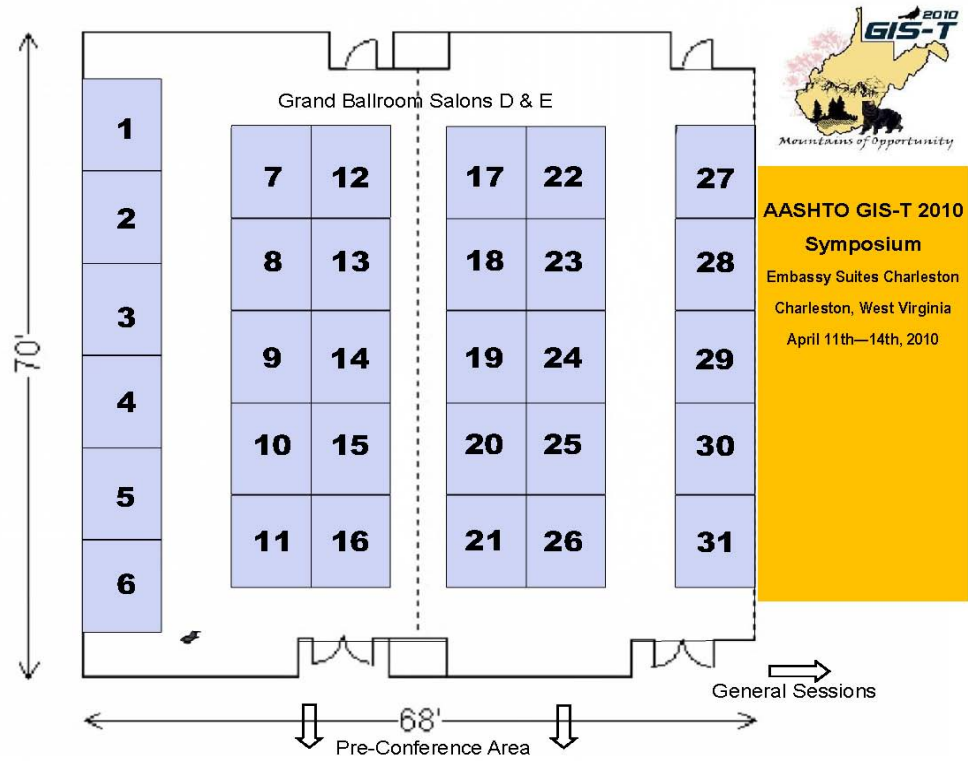 2010
GIS-T
Mountains of Opportunity
AASHTO GIS-T 2010
Symposium
Embassy Suites Charleston
Charleston, West Virginia
April 11th—14th, 2010
Grand Ballroom Salons D & E
1
2
3
4
5
6
7 12
8 13
9 14
10 15
11 16
17 22
18 23
19 24
20 25
21 26
27
28
29
30
31
70'
68'
General Sessions
Pre-Conference Area